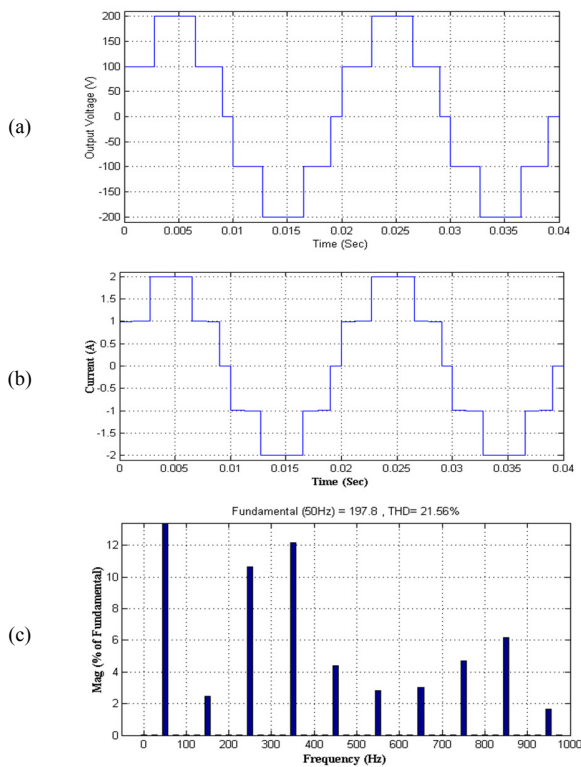 (a)
Output Voltage (V)
200
150
100
50
0
-50
-100
-150
-200
0 0.005 0.01 0.015 0.02 0.025 0.03 0.035 0.04
Time (Sec)
(b)
Current (A)
2
1.5
1
0.5
0
-0.5
-1
-1.5
-2
0 0.005 0.01 0.015 0.02 0.025 0.03 0.035 0.04
Time (Sec)
(c)
Fundamental (50Hz) = 197.8 , THD= 21.56%
Mag (% of Fundamental)
12
10
8
6
4
2
0
0 100 200 300 400 500 600 700 800 900 1000
Frequency (Hz)